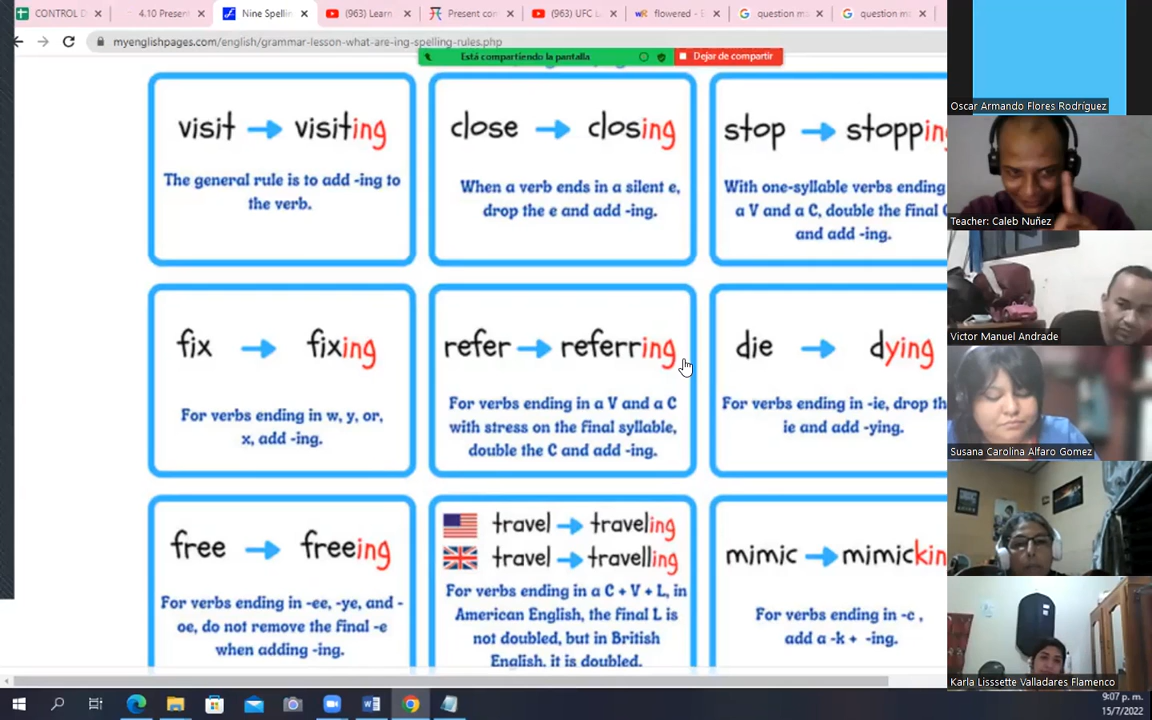 CONTROL D
4.10 Present
Nine Spellin
(963) Learn
Present con
(963) UFC L
flowered - E
question ma
question ma
myenglishpages.com/english/grammar-lesson-what-are-ing-spelling-rules.php
Está compartiendo la pantalla
Dejar de compartir
visit visiting
The general rule is to add -ing to
the verb.
close closing
When a verb ends in a silent e,
drop the e and add -ing.
stop stopping
With one-syllable verbs ending
a V and a C, double the final C
and add -ing.
fix fixing
For verbs ending in w, y, or,
x, add -ing.
refer referring
For verbs ending in a V and a C
with stress on the final syllable,
double the C and add -ing.
die dying
For verbs ending in -ie, drop th
ie and add -ying.
free freeing
For verbs ending in -ee, -ye, and -
oe, do not remove the final -e
when adding -ing.
travel traveling
travel travelling
For verbs ending in a C + V + L, in
American English, the final L is
not doubled, but in British
English, it is doubled.
mimic mimickin
For verbs ending in -c ,
add a -k + -ing.
Oscar Armando Flores Rodríguez
Teacher: Caleb Nuñez
Victor Manuel Andrade
Susana Carolina Alfaro Gomez
Karla Lisssette Valladares Flamenco
9:07 p. m.
15/7/2022